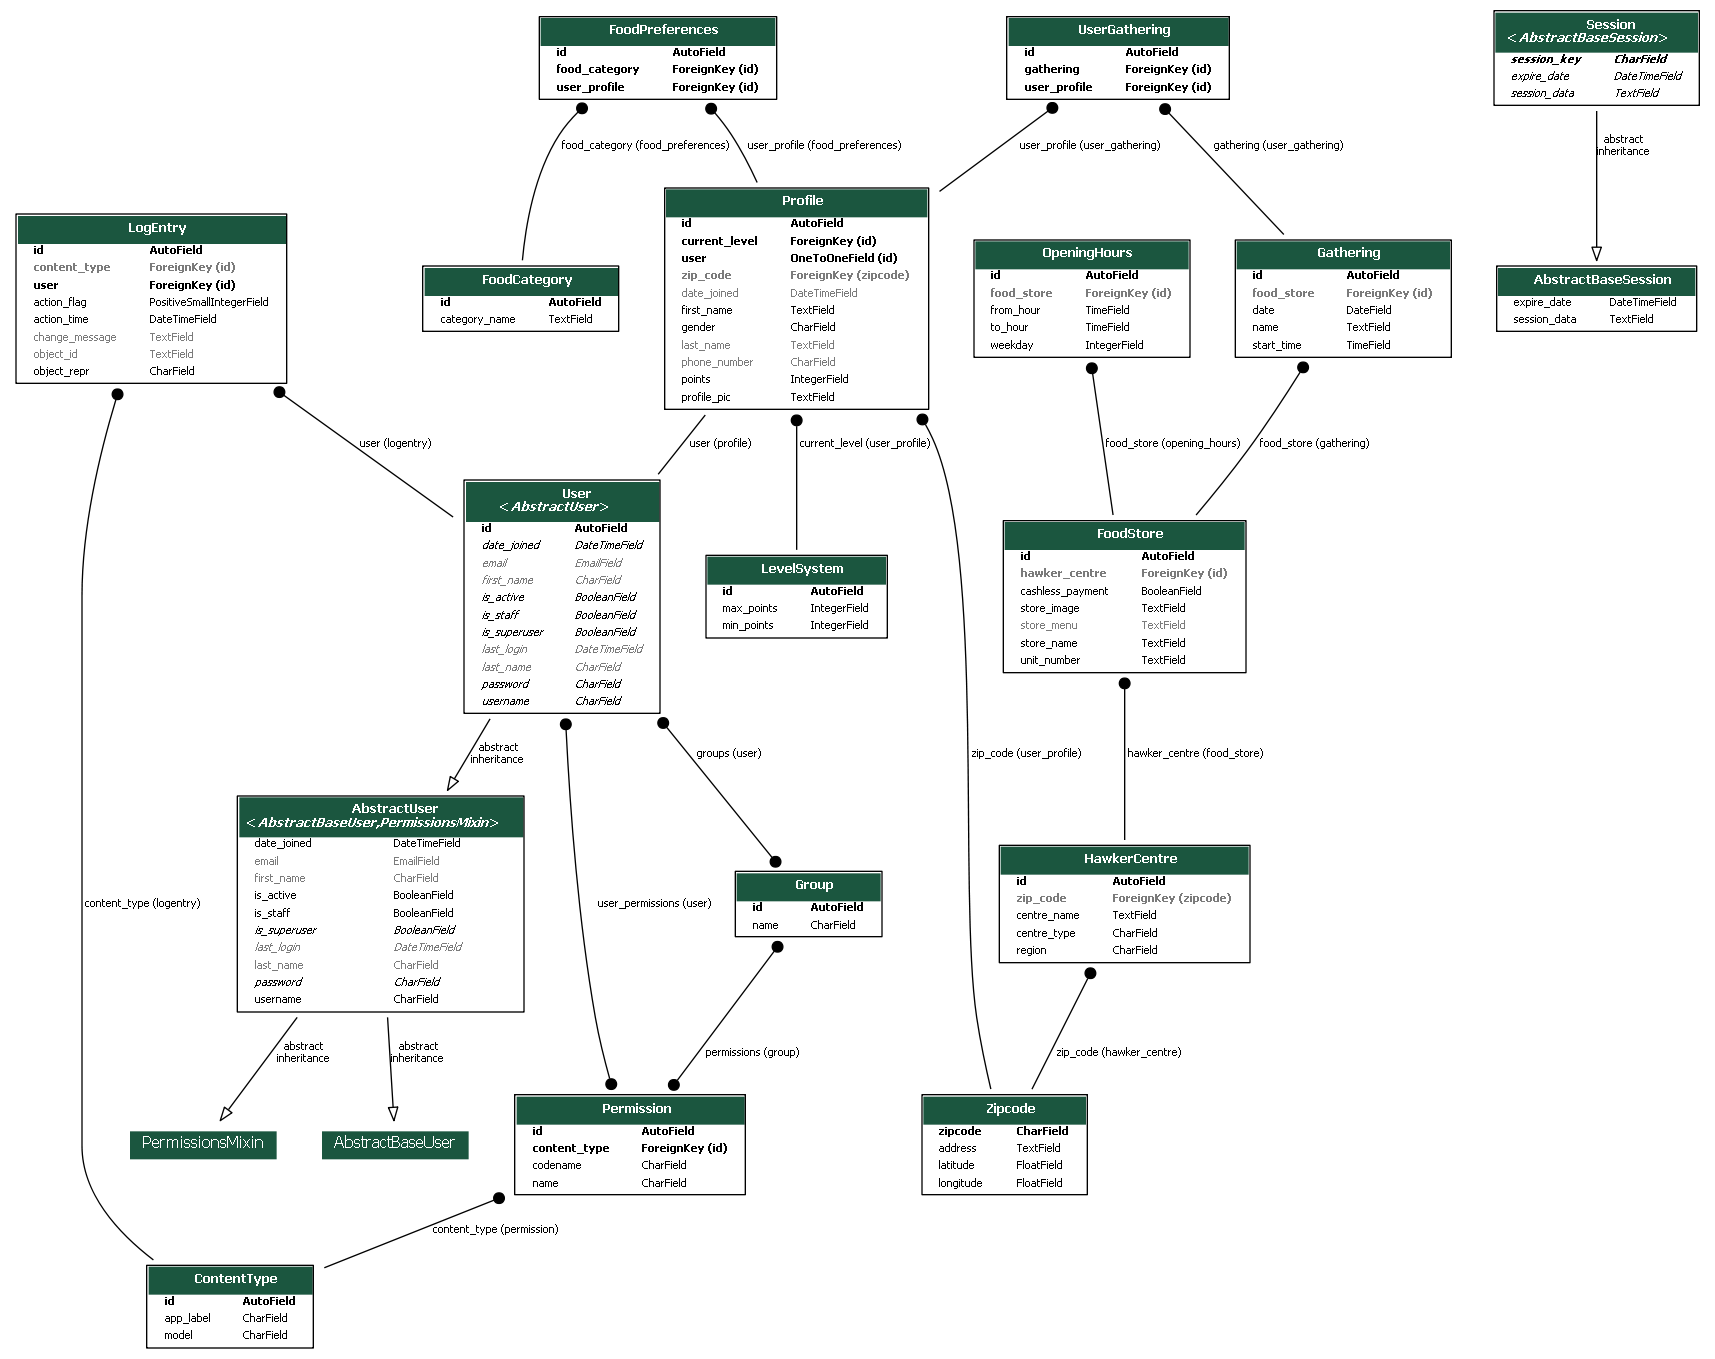 FoodPreferences
id AutoField
food_category ForeignKey (id)
user_profile ForeignKey (id)
UserGathering
id AutoField
gathering ForeignKey (id)
user_profile ForeignKey (id)
Session
<AbstractBaseSession>
session_key CharField
expire_date DateTimeField
session_data TextField
food_category (food_preferences)
user_profile (food_preferences)
user_profile (user_gathering)
gathering (user_gathering)
abstract
inheritance
Profile
id AutoField
current_level ForeignKey (id)
user OneToOneField (id)
zip_code ForeignKey (zipcode)
date_joined DateTimeField
first_name TextField
gender CharField
last_name TextField
phone_number CharField
points IntegerField
profile_pic TextField
LogEntry
id AutoField
content_type ForeignKey (id)
user ForeignKey (id)
action_flag PositiveSmallIntegerField
action_time DateTimeField
change_message TextField
object_id TextField
object_repr CharField
FoodCategory
id AutoField
category_name TextField
OpeningHours
id AutoField
food_store ForeignKey (id)
from_hour TimeField
to_hour TimeField
weekday IntegerField
Gathering
id AutoField
food_store ForeignKey (id)
date DateField
name TextField
start_time TimeField
AbstractBaseSession
expire_date DateTimeField
session_data TextField
user (logentry)
user (profile)
current_level (user_profile)
food_store (opening_hours)
food_store (gathering)
User
<AbstractUser>
id AutoField
date_joined DateTimeField
email EmailField
first_name CharField
is_active BooleanField
is_staff BooleanField
is_superuser BooleanField
last_login DateTimeField
last_name CharField
password CharField
username CharField
LevelSystem
id AutoField
max_points IntegerField
min_points IntegerField
FoodStore
id AutoField
hawker_centre ForeignKey (id)
cashless_payment BooleanField
store_image TextField
store_menu TextField
store_name TextField
unit_number TextField
abstract
inheritance
groups (user)
zip_code (user_profile)
hawker_centre (food_store)
AbstractUser
<AbstractBaseUser,PermissionsMixin>
date_joined DateTimeField
email EmailField
first_name CharField
is_active BooleanField
is_staff BooleanField
is_superuser BooleanField
last_login DateTimeField
last_name CharField
password CharField
username CharField
content_type (logentry)
user_permissions (user)
Group
id AutoField
name CharField
HawkerCentre
id AutoField
zip_code ForeignKey (zipcode)
centre_name TextField
centre_type CharField
region CharField
abstract
inheritance
abstract
inheritance
permissions (group)
zip_code (hawker_centre)
PermissionsMixin
AbstractBaseUser
Permission
id AutoField
content_type ForeignKey (id)
codename CharField
name CharField
Zipcode
zipcode CharField
address TextField
latitude FloatField
longitude FloatField
content_type (permission)
ContentType
id AutoField
app_label CharField
model CharField